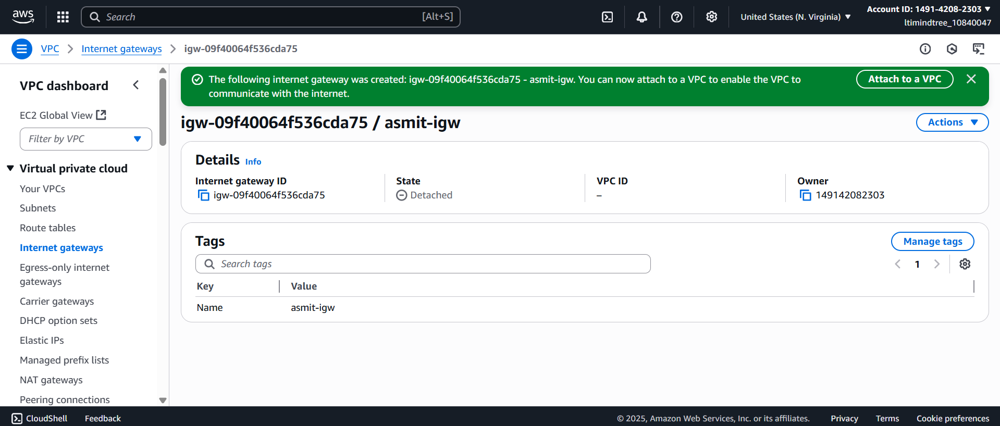 aws
Search [Alt+S]
United States (N. Virginia)
Account ID: 1491-4208-2303
ltimindtree_10840047
VPC
Internet gateways
igw-09f40064f536cda75
VPC dashboard
EC2 Global View
Filter by VPC
Virtual private cloud
Your VPCs
Subnets
Route tables
Internet gateways
Egress-only internet
gateways
Carrier gateways
DHCP option sets
Elastic IPs
Managed prefix lists
NAT gateways
Peering connections
The following internet gateway was created: igw-09f40064f536cda75 - asmit-igw. You can now attach to a VPC to enable the VPC to
communicate with the internet.
Attach to a VPC
igw-09f40064f536cda75 / asmit-igw
Actions
Details Info
Internet gateway ID
igw-09f40064f536cda75
State
Detached
VPC ID
–
Owner
149142082303
Tags
Manage tags
Search tags
1
Key Value
Name asmit-igw
CloudShell Feedback
© 2025, Amazon Web Services, Inc. or its affiliates. Privacy Terms Cookie preferences